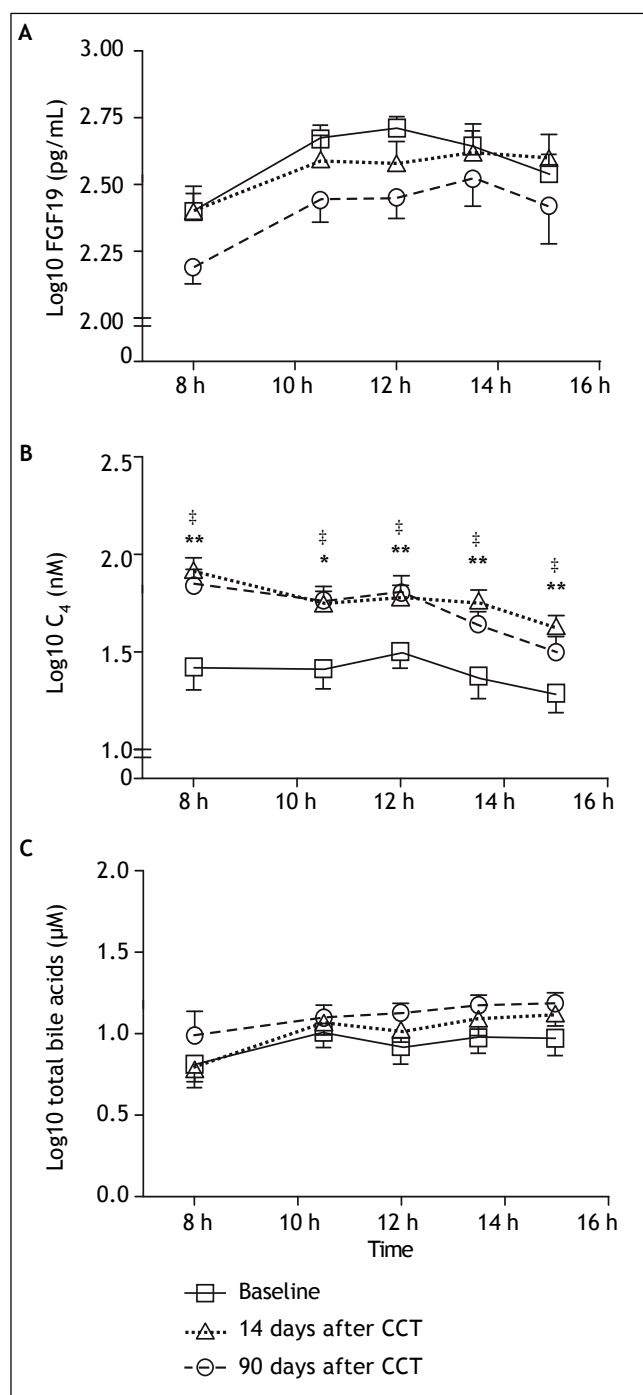 A
Log10 FGF19 (pg/mL)
3.00
2.75
2.50
2.25
2.00
0
8 h 10 h 12 h 14 h 16 h
B
Log10 C4 (nM)
2.5
2.0
1.5
1.0
0
‡ ‡ ‡ ‡ ‡
** * ** ** **
8 h 10 h 12 h 14 h 16 h
C
Log10 total bile acids (µM)
2.0
1.5
1.0
0.5
0.0
8 h 10 h 12 h 14 h 16 h
Time
Baseline
14 days after CCT
90 days after CCT